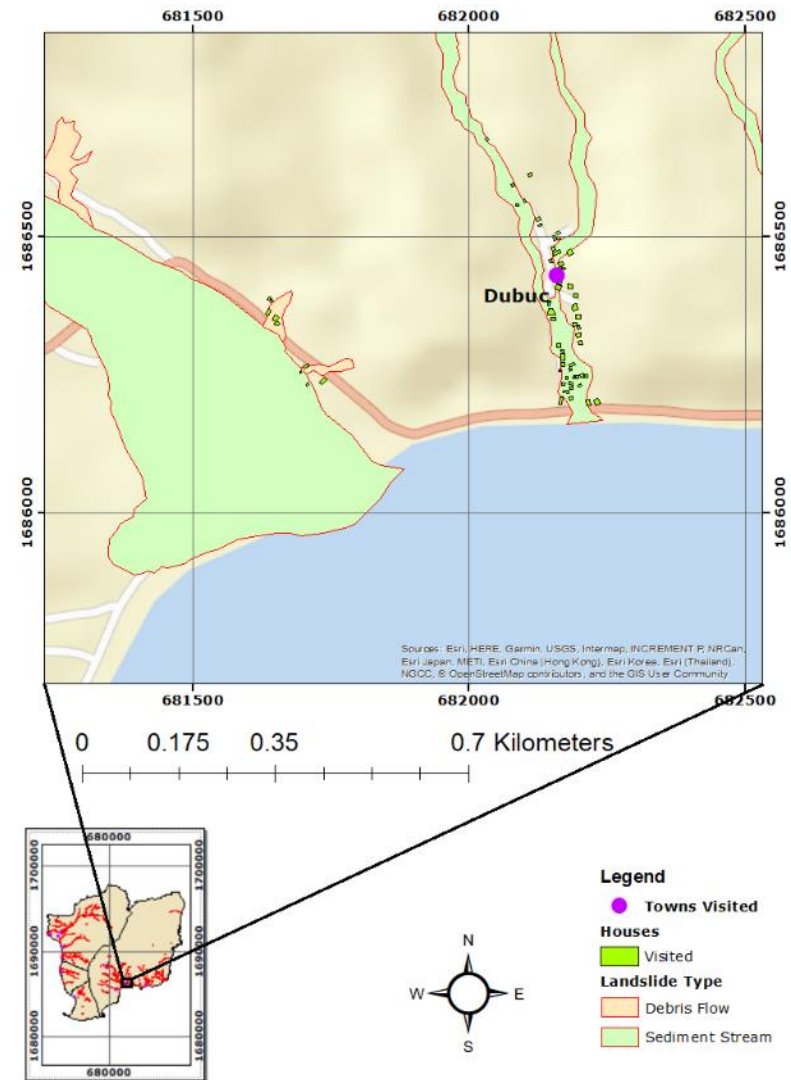 681500 682000 682500
1686500 1686500
Dubuc
1686000 1686000
Sources: Esri, HERE, Garmin, USGS, Intermap, INCREMENT P, NRCan,
Esri Japan, METI, Esri China (Hong Kong), Esri Korea, Esri (Thailand),
NGCC, © OpenStreetMap contributors, and the GIS User Community
681500 682000 682500
0 0.175 0.35 0.7 Kilometers
680000
1700000 1700000
1690000 1690000
1680000 1680000
680000
N
W E
S
Legend
Towns Visited
Houses
Visited
Landslide Type
Debris Flow
Sediment Stream